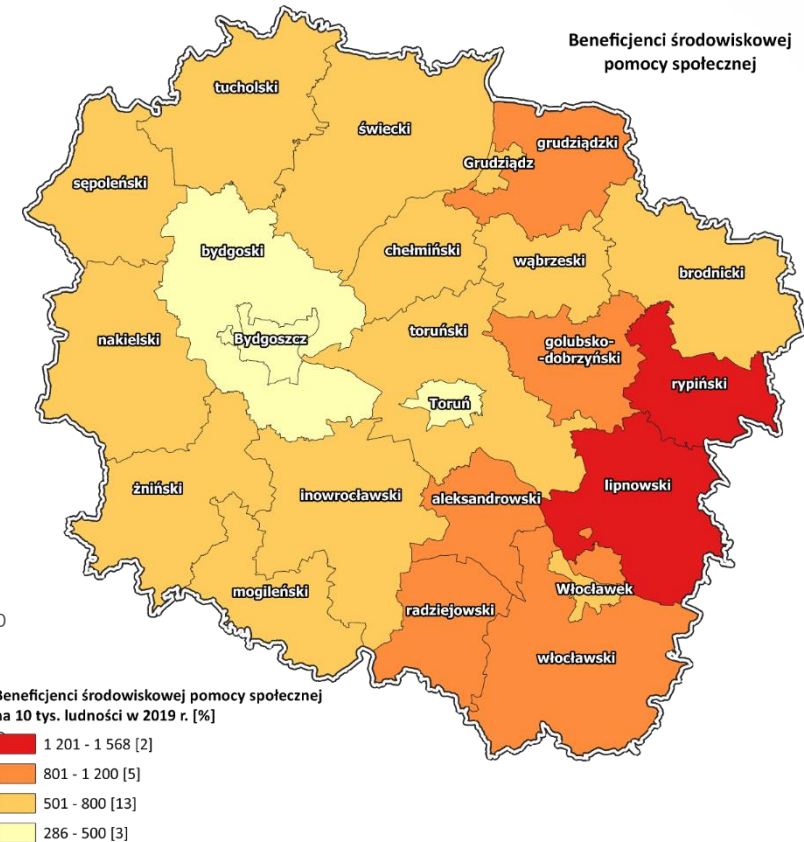 Beneficjenci środowiskowej
pomocy społecznej
tucholski
świecki
grudziądzki
Grudziądz
sępoleński
bydgoski
chełmiński
wąbrzeski
brodnicki
nakielski
Bydgoszcz
toruński
golubsko-
-dobrzyński
rypiński
Toruń
żniński
inowrocławski
aleksandrowski
lipnowski
mogileński
Włocławek
radziejowski
włocławski
Beneficjenci środowiskowej pomocy społecznej
na 10 tys. ludności w 2019 r. [%]
1 201 - 1 568 [2]
801 - 1 200 [5]
501 - 800 [13]
286 - 500 [3]